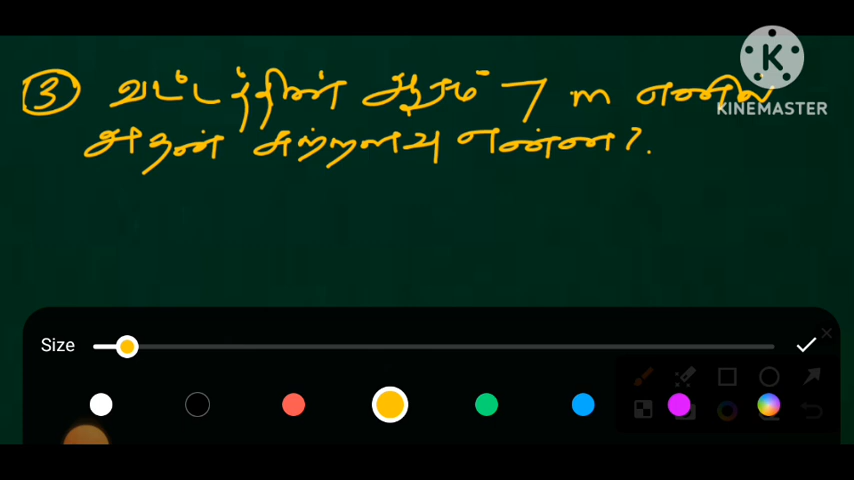 ③ வட்டத்தின் ஆரம் 7 m எனில்
அதன் சுற்றளவு என்ன?.
KINEMASTER
Size